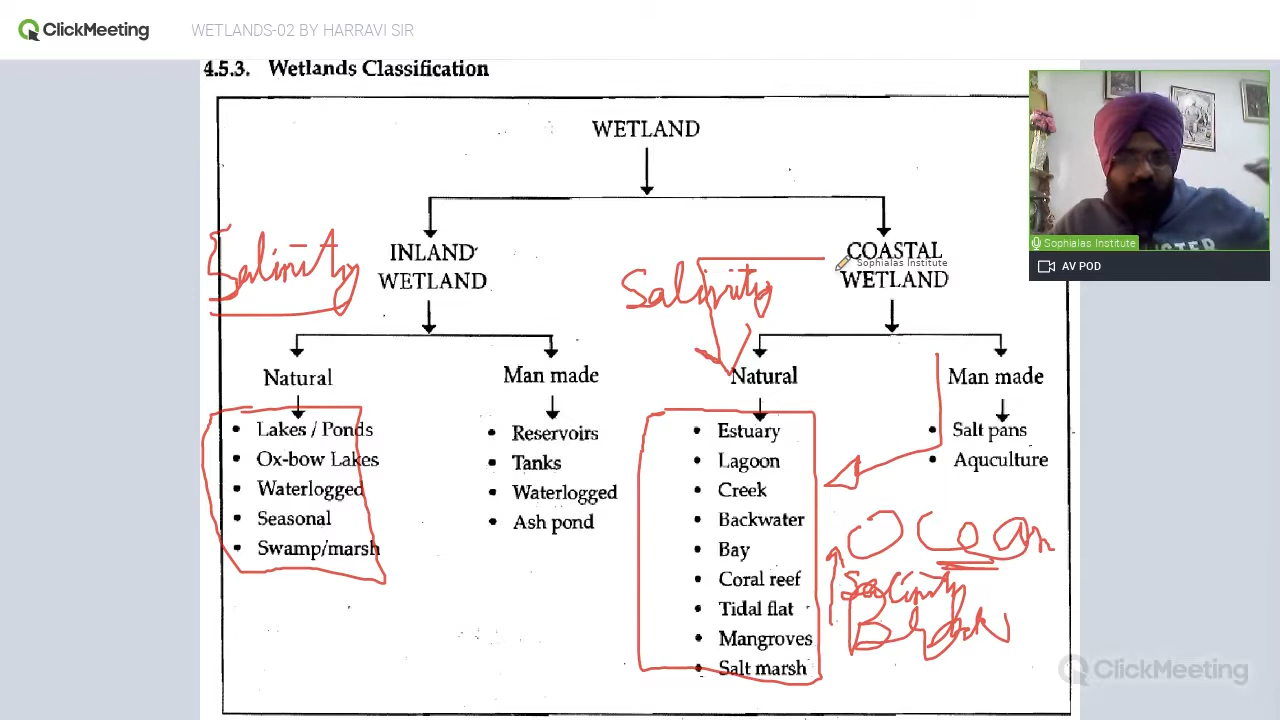 ClickMeeting
WETLANDS-02 BY HARRAVI SIR
4.5.3. Wetlands Classification
WETLAND
INLAND
WETLAND
COASTAL
WETLAND
Sophialas Institute
Salinity
Salinity
Natural
Man made
Natural
Man made
• Lakes / Ponds
• Ox-bow Lakes
• Waterlogged
• Seasonal
• Swamp/marsh
• Reservoirs
• Tanks
• Waterlogged
• Ash pond
• Estuary
• Lagoon
• Creek
• Backwater
• Bay
• Coral reef
• Tidal flat
• Mangroves
• Salt marsh
• Salt pans
• Aquculture
Ocean
Salinity
Sophialas Institute
AV POD
ClickMeeting